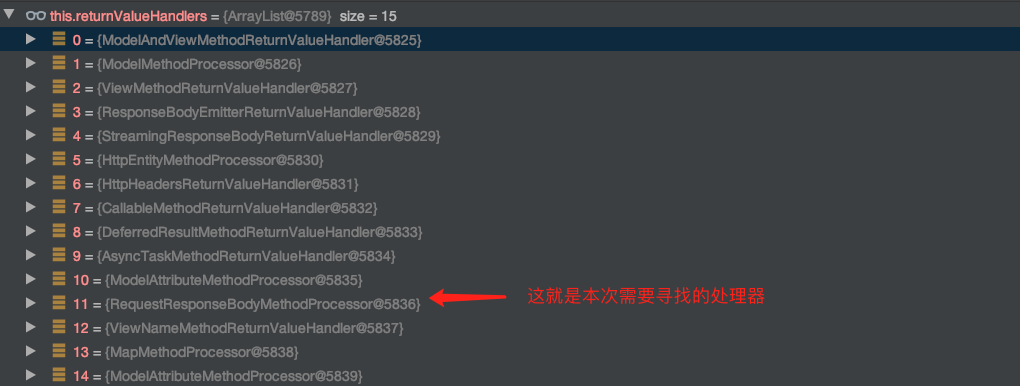 this.returnValueHandlers = {ArrayList@5789} size = 15
0 = {ModelAndViewMethodReturnValueHandler@5825}
1 = {ModelMethodProcessor@5826}
2 = {ViewMethodReturnValueHandler@5827}
3 = {ResponseBodyEmitterReturnValueHandler@5828}
4 = {StreamingResponseBodyReturnValueHandler@5829}
5 = {HttpEntityMethodProcessor@5830}
6 = {HttpHeadersReturnValueHandler@5831}
7 = {CallableMethodReturnValueHandler@5832}
8 = {DeferredResultMethodReturnValueHandler@5833}
9 = {AsyncTaskMethodReturnValueHandler@5834}
10 = {ModelAttributeMethodProcessor@5835}
11 = {RequestResponseBodyMethodProcessor@5836} 这就是本次需要寻找的处理器
12 = {ViewNameMethodReturnValueHandler@5837}
13 = {MapMethodProcessor@5838}
14 = {ModelAttributeMethodProcessor@5839}